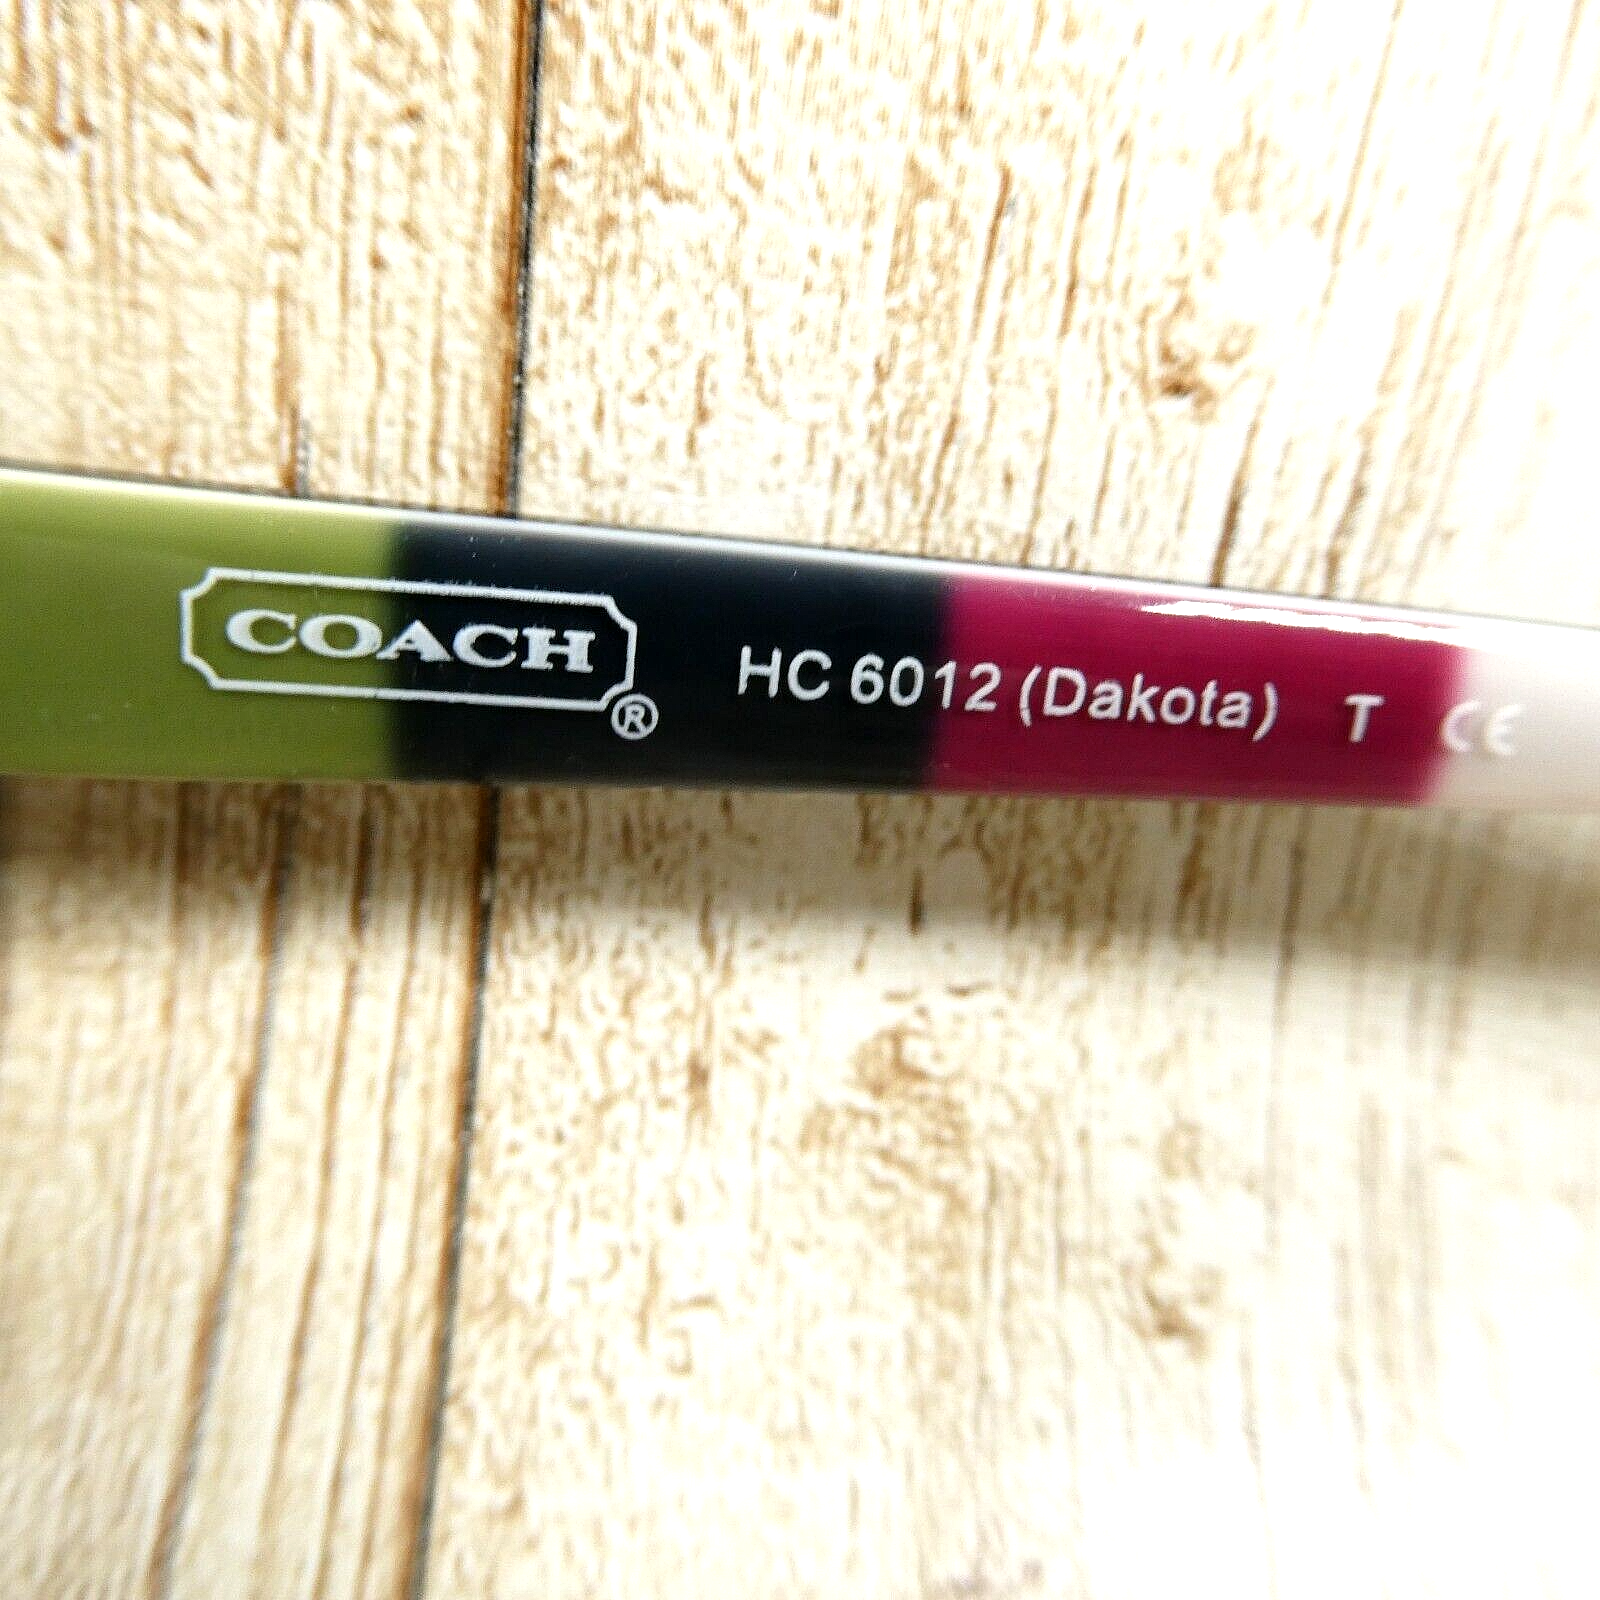 COACH ® HC 6012 (Dakota) T CE